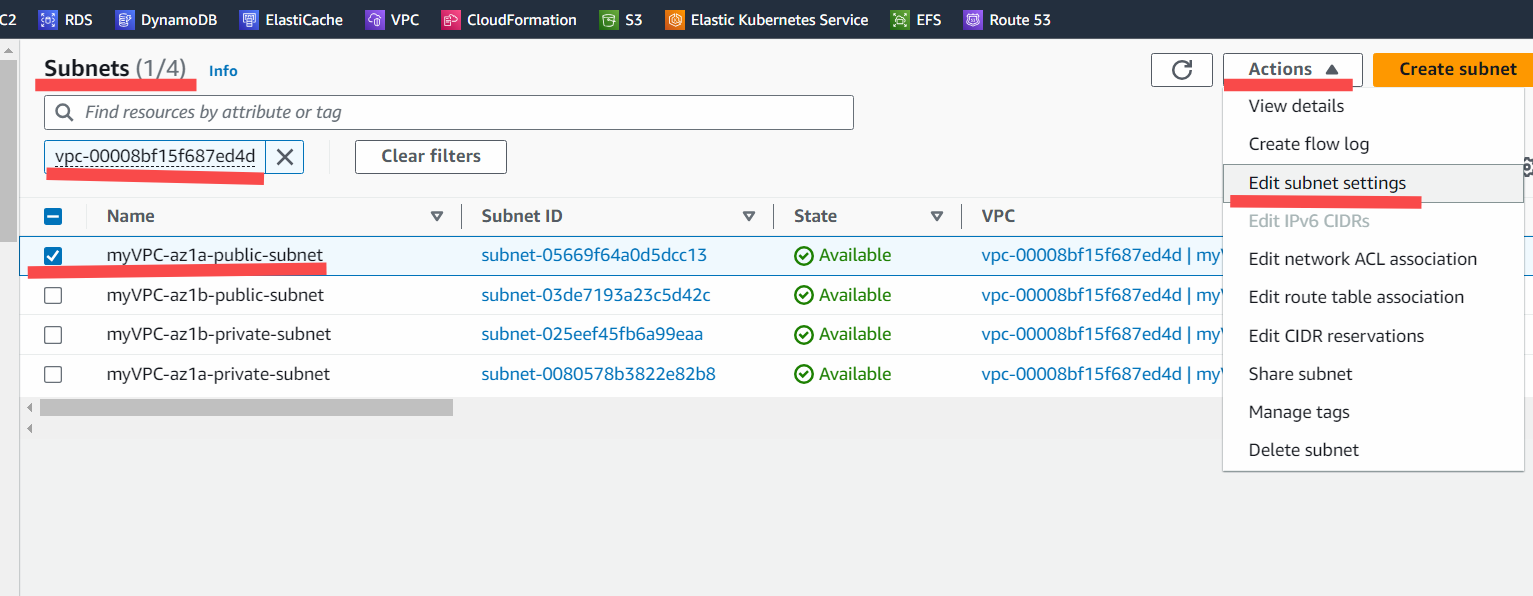 C2 RDS DynamoDB ElastiCache VPC CloudFormation S3 Elastic Kubernetes Service EFS Route 53
Subnets (1/4) Info
Actions
Create subnet
Find resources by attribute or tag
vpc-00008bf15f687ed4d
Clear filters
Name Subnet ID State VPC
myVPC-az1a-public-subnet subnet-05669f64a0d5dcc13 Available vpc-00008bf15f687ed4d | my
myVPC-az1b-public-subnet subnet-03de7193a23c5d42c Available vpc-00008bf15f687ed4d | my
myVPC-az1b-private-subnet subnet-025eef45fb6a99eaa Available vpc-00008bf15f687ed4d | my
myVPC-az1a-private-subnet subnet-0080578b3822e82b8 Available vpc-00008bf15f687ed4d | my
View details
Create flow log
Edit subnet settings
Edit IPv6 CIDRs
Edit network ACL association
Edit route table association
Edit CIDR reservations
Share subnet
Manage tags
Delete subnet